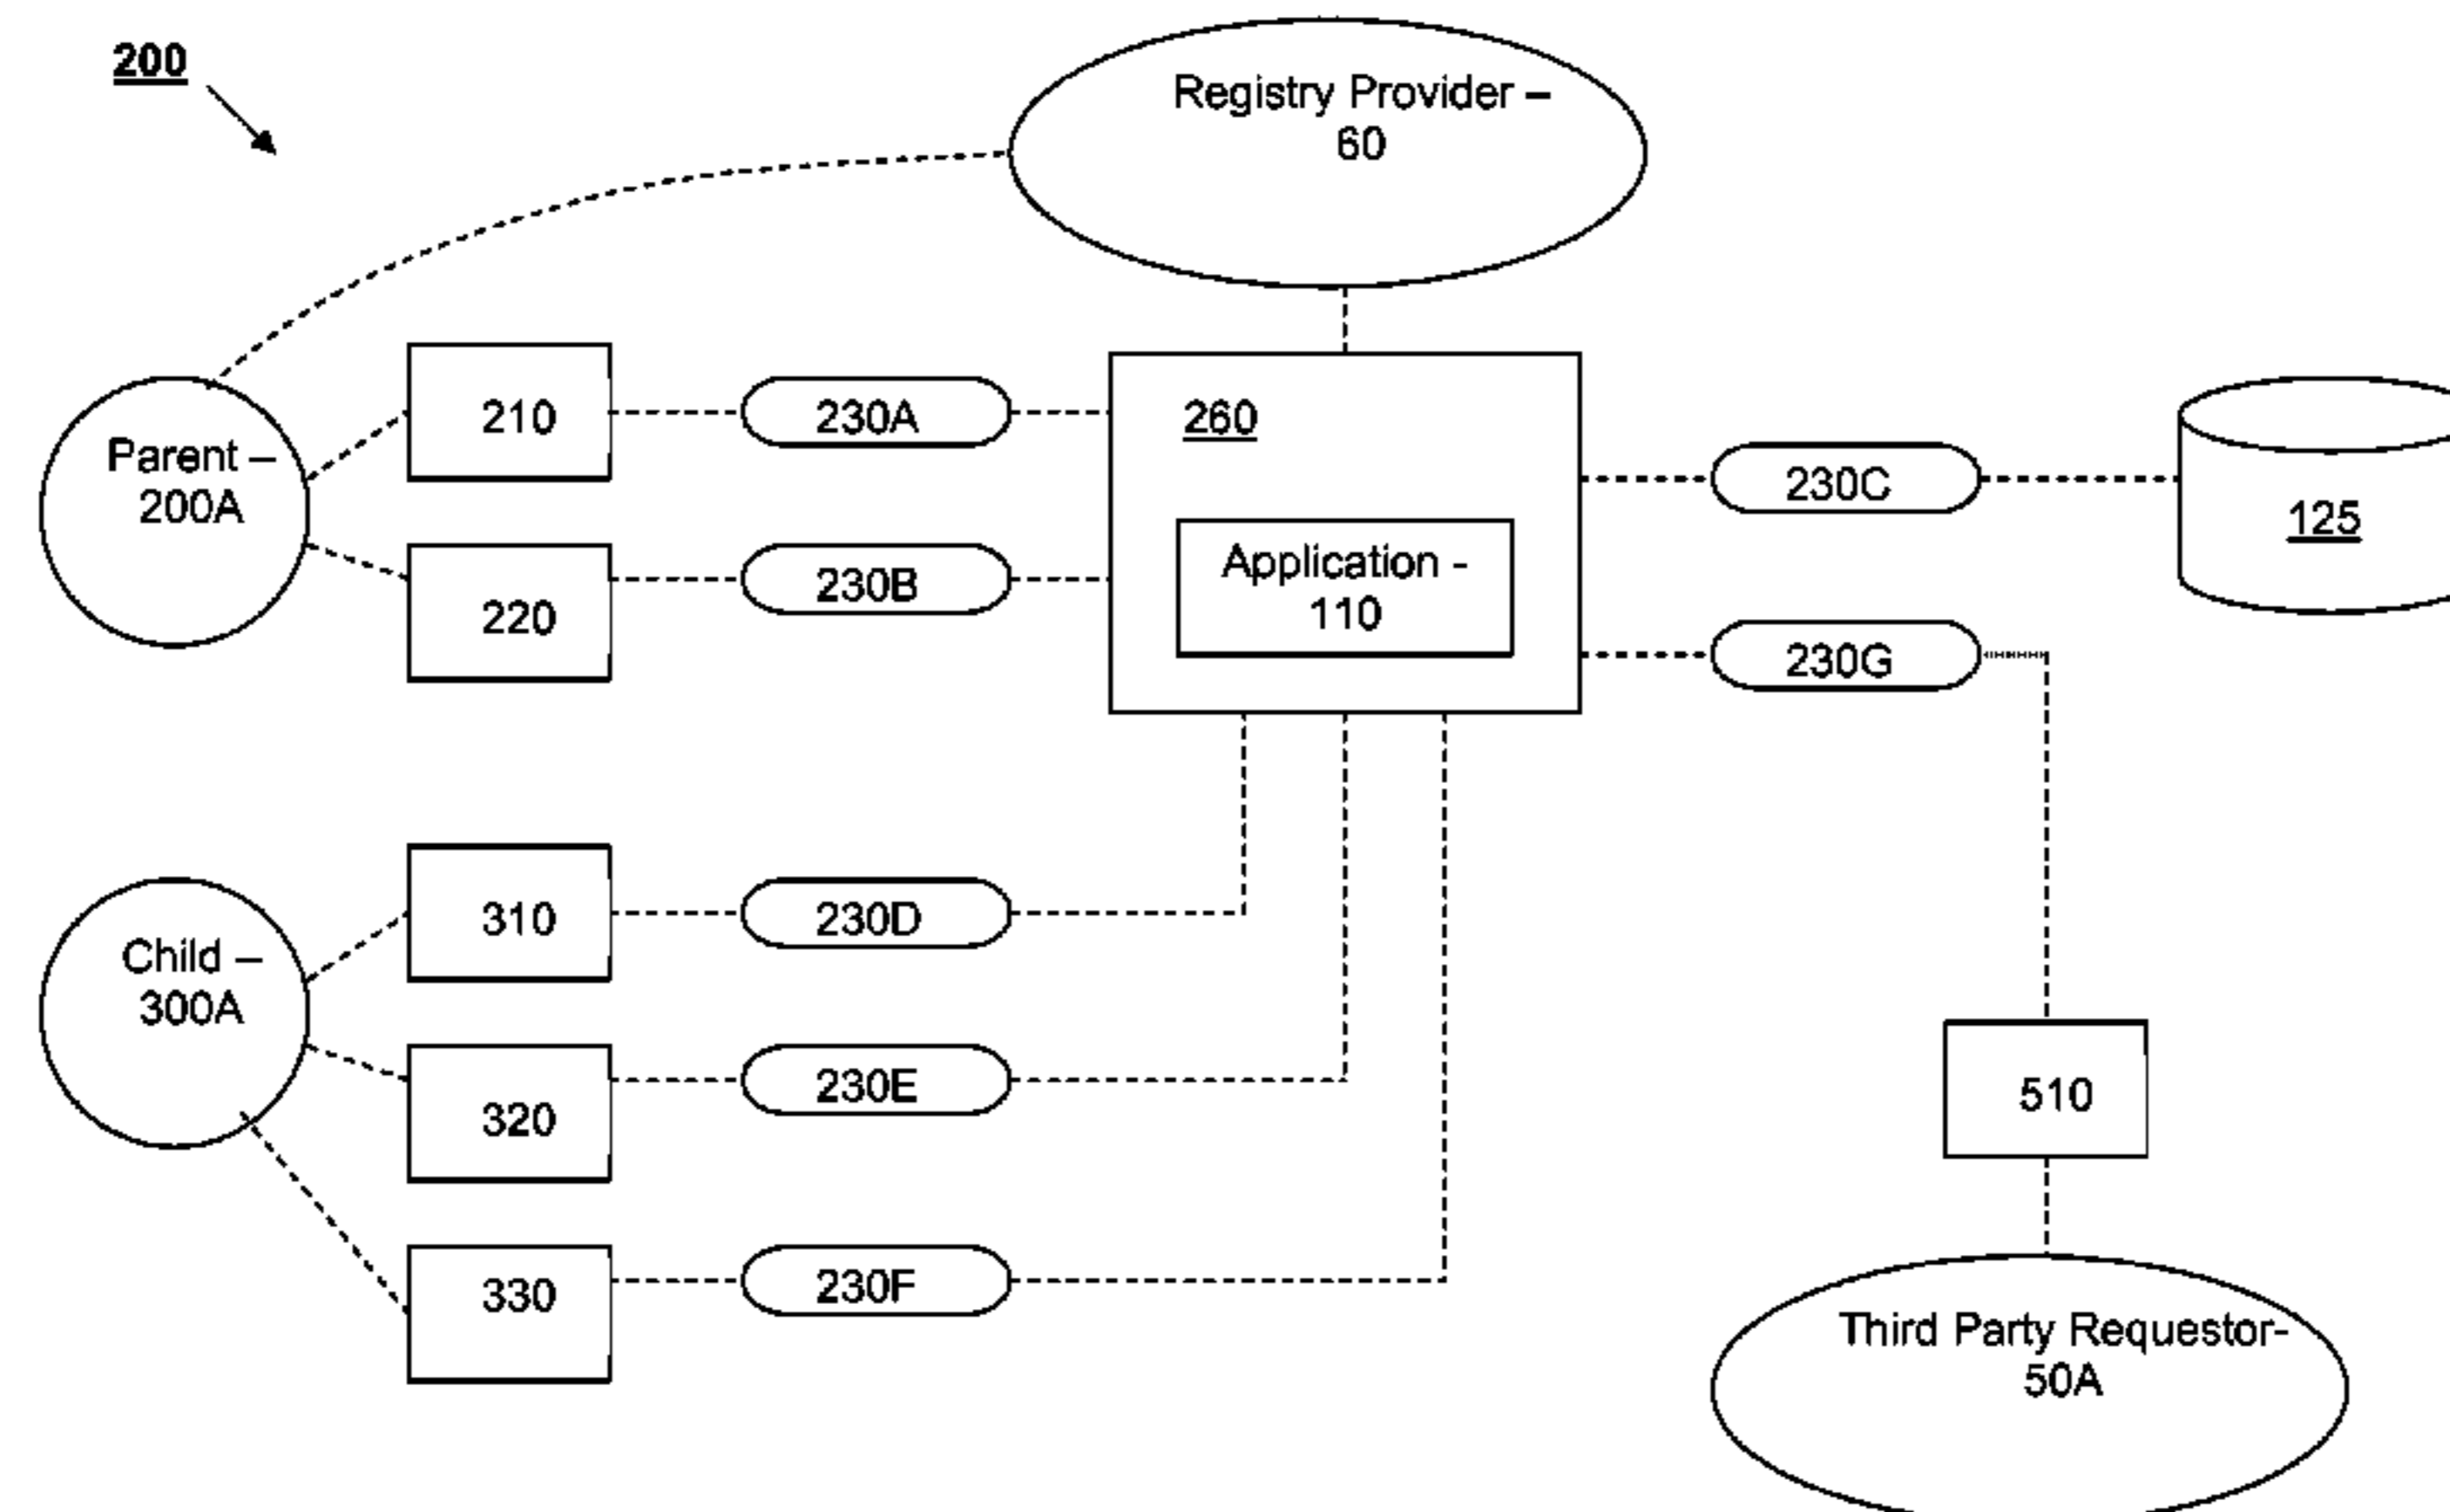 200
Registry Provider –
60
Parent –
200A
210
230A
260
230C
125
220
230B
Application -
110
230G
Child –
300A
310
230D
320
230E
510
330
230F
Third Party Requestor-
50A